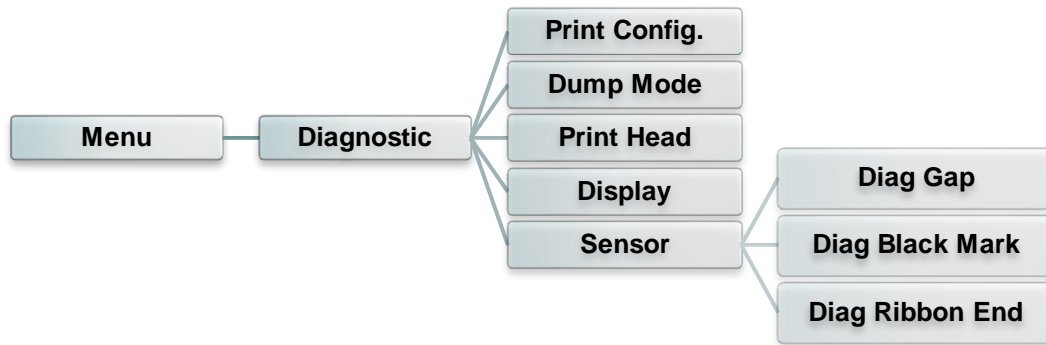 Print Config.
Dump Mode
Menu
Diagnostic
Print Head
Display
Sensor
Diag Gap
Diag Black Mark
Diag Ribbon End